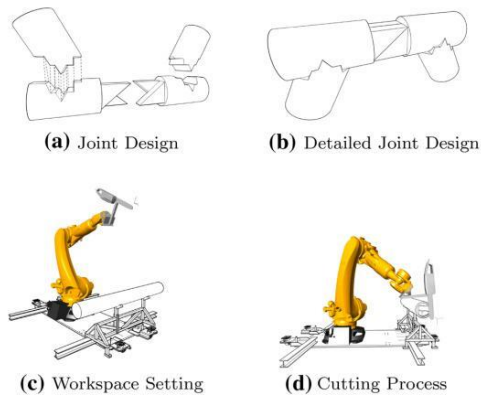 (a) Joint Design
(b) Detailed Joint Design
(c) Workspace Setting
(d) Cutting Process